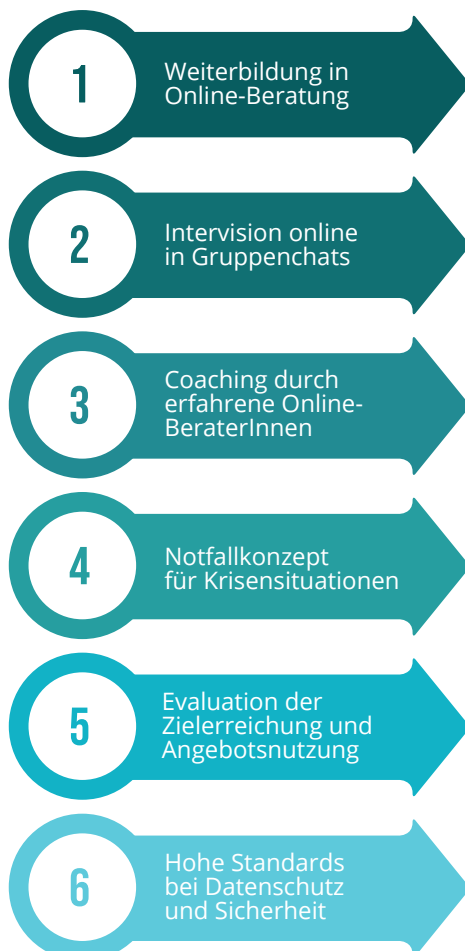 1
Weiterbildung in
Online-Beratung
2
Intervision online
in Gruppenchats
3
Coaching durch
erfahrene Online-
BeraterInnen
4
Notfallkonzept
für Krisensituationen
5
Evaluation der
Zielerreichung und
Angebotsnutzung
6
Hohe Standards
bei Datenschutz
und Sicherheit